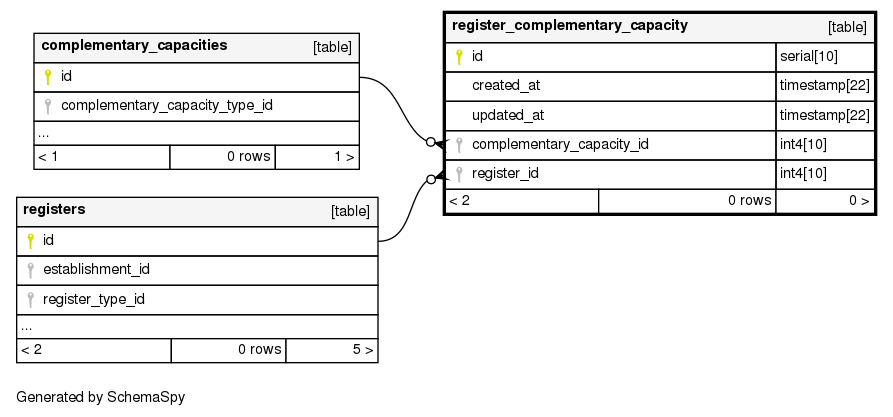 complementary_capacities [table]
id
complementary_capacity_type_id
...
< 1 0 rows 1 >
registers [table]
id
establishment_id
register_type_id
...
< 2 0 rows 5 >
register_complementary_capacity [table]
id serial[10]
created_at timestamp[22]
updated_at timestamp[22]
complementary_capacity_id int4[10]
register_id int4[10]
< 2 0 rows 0 >
Generated by SchemaSpy